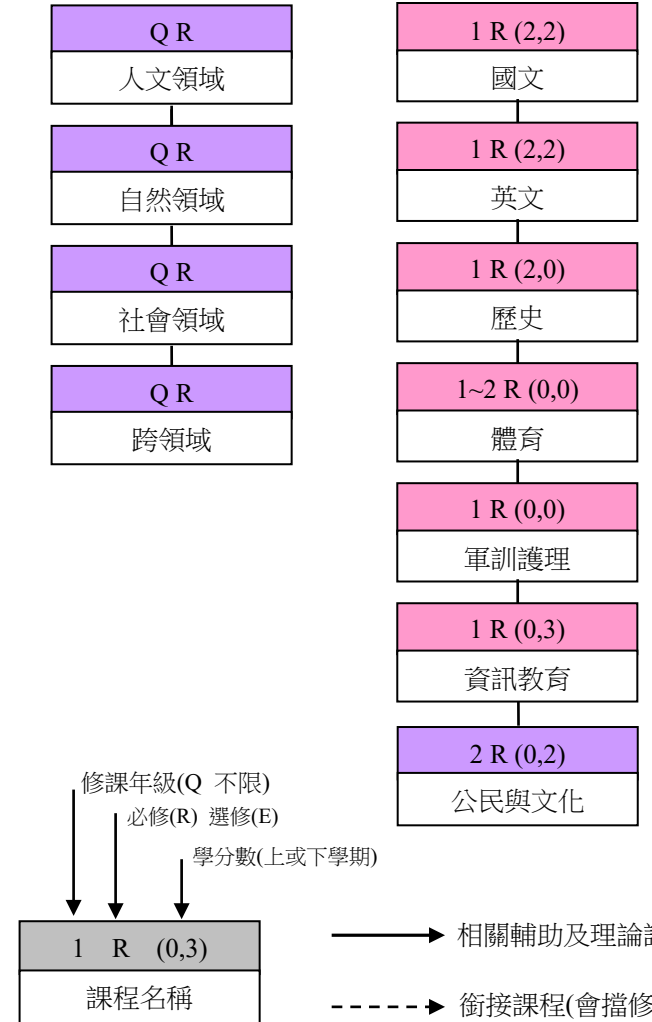 Q R
人文領域
Q R
自然領域
Q R
社會領域
Q R
跨領域
1 R (2,2)
國文
1 R (2,2)
英文
1 R (2,0)
歷史
1~2 R (0,0)
體育
1 R (0,0)
軍訓護理
1 R (0,3)
資訊教育
2 R (0,2)
公民與文化
修課年級(Q 不限)
必修(R) 選修(E)
學分數(上或下學期)
1 R (0,3)
課程名稱
相關輔助及理論
銜接課程(會擋修